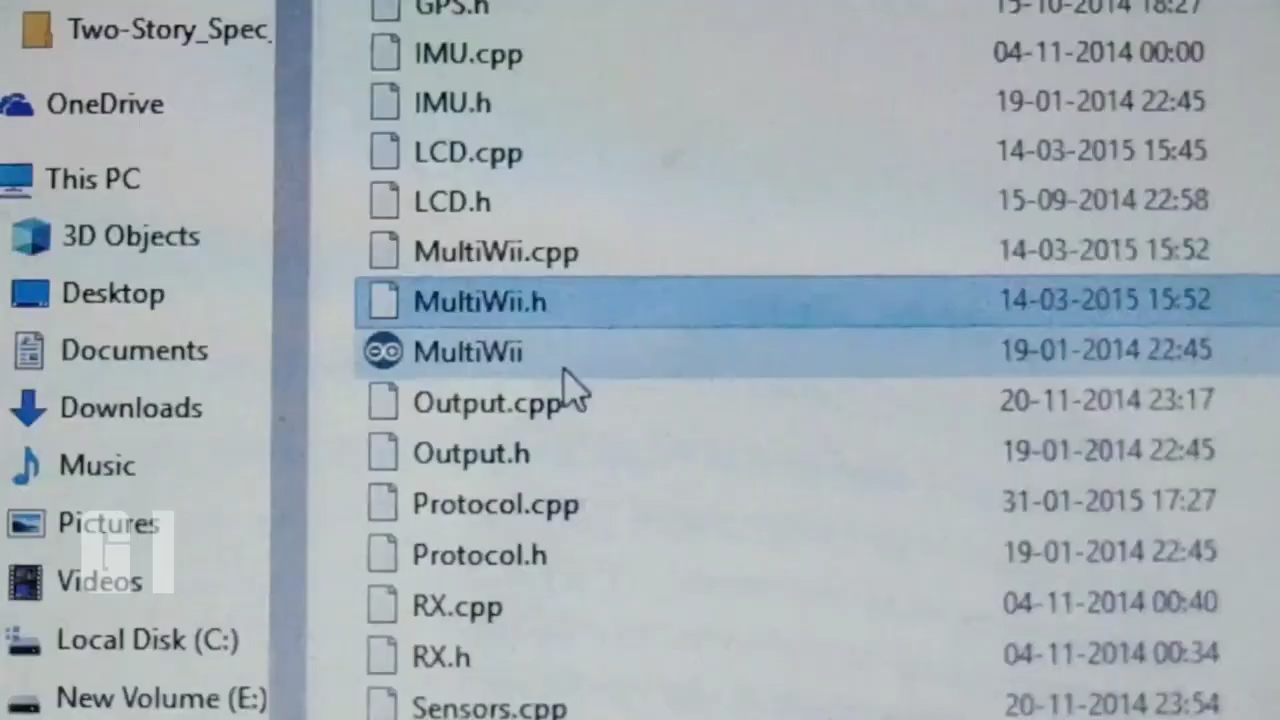 Two-Story_Spec
OneDrive
This PC
3D Objects
Desktop
Documents
Downloads
Music
Pictures
Videos
Local Disk (C:)
New Volume (E:)
GPS.h 15-10-2014 18:27
IMU.cpp 04-11-2014 00:00
IMU.h 19-01-2014 22:45
LCD.cpp 14-03-2015 15:45
LCD.h 15-09-2014 22:58
MultiWii.cpp 14-03-2015 15:52
MultiWii.h 14-03-2015 15:52
MultiWii 19-01-2014 22:45
Output.cpp 20-11-2014 23:17
Output.h 19-01-2014 22:45
Protocol.cpp 31-01-2015 17:27
Protocol.h 19-01-2014 22:45
RX.cpp 04-11-2014 00:40
RX.h 04-11-2014 00:34
Sensors.cpp 20-11-2014 23:54
GI